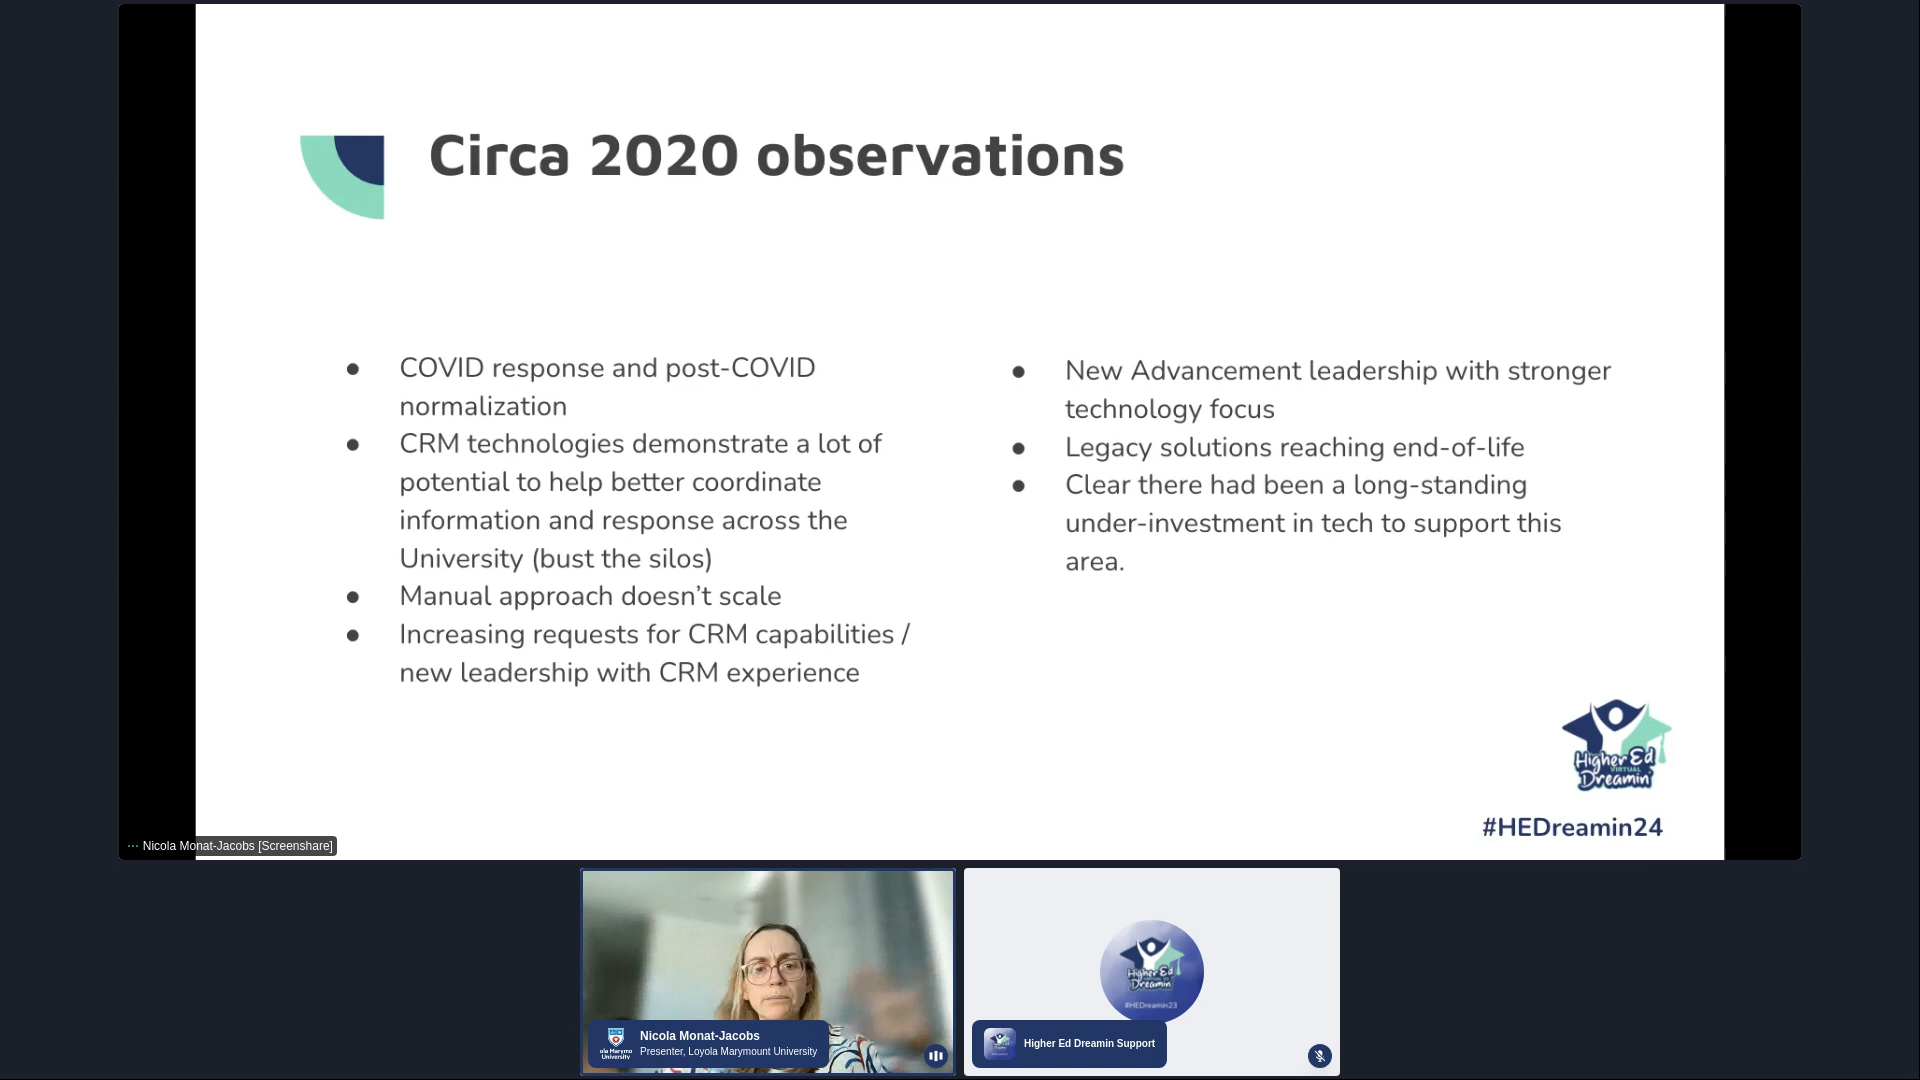 Circa 2020 observations
● COVID response and post-COVID
normalization
● CRM technologies demonstrate a lot of
potential to help better coordinate
information and response across the
University (bust the silos)
● Manual approach doesn’t scale
● Increasing requests for CRM capabilities /
new leadership with CRM experience
● New Advancement leadership with stronger
technology focus
● Legacy solutions reaching end-of-life
● Clear there had been a long-standing
under-investment in tech to support this
area.
Higher Ed
VIRTUAL
Dreamin'
#HEDreamin24
Nicola Monat-Jacobs [Screenshare]
ola Marymo
University
Nicola Monat-Jacobs
Presenter, Loyola Marymount University
Higher Ed
Dreamin
#HEDreamin23
Higher Ed Dreamin Support